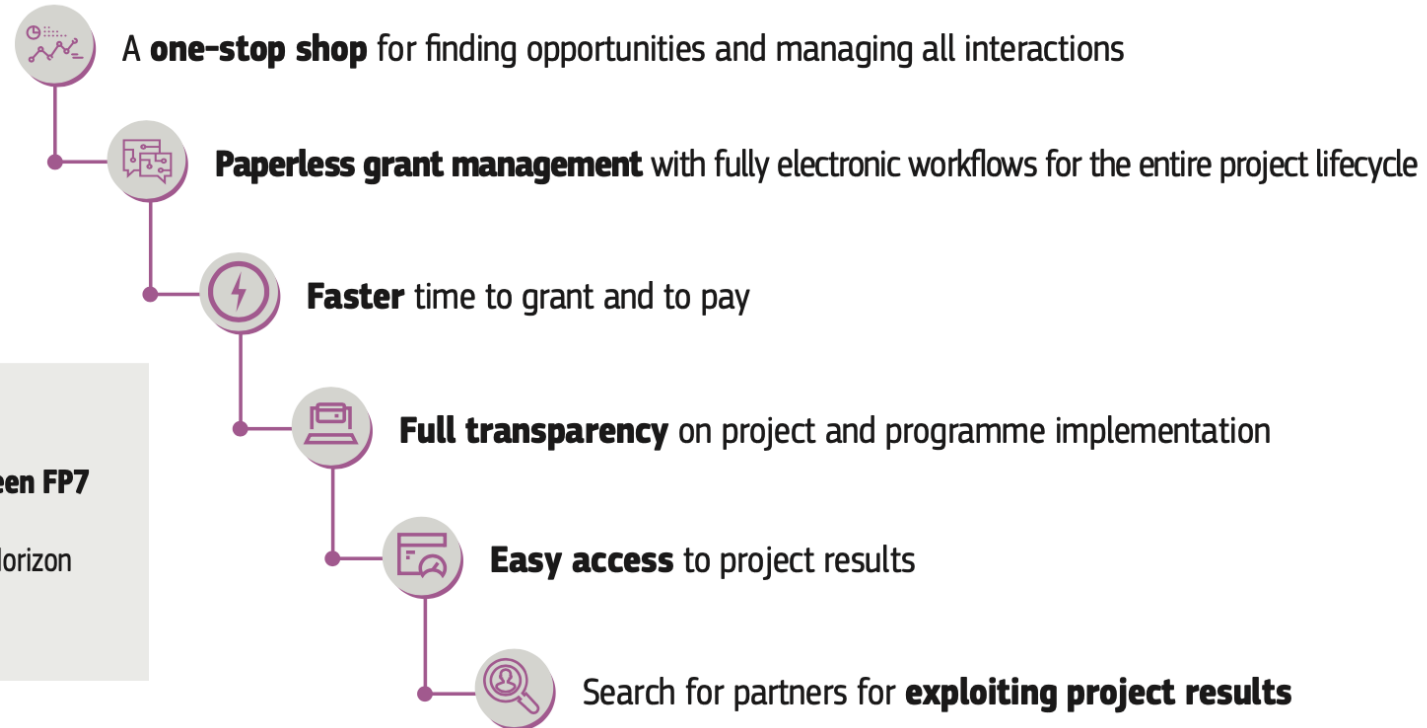 A one-stop shop for finding opportunities and managing all interactions
Paperless grant management with fully electronic workflows for the entire project lifecycle
Faster time to grant and to pay
Full transparency on project and programme implementation
FP7
Easy access to project results
Search for partners for exploiting project results